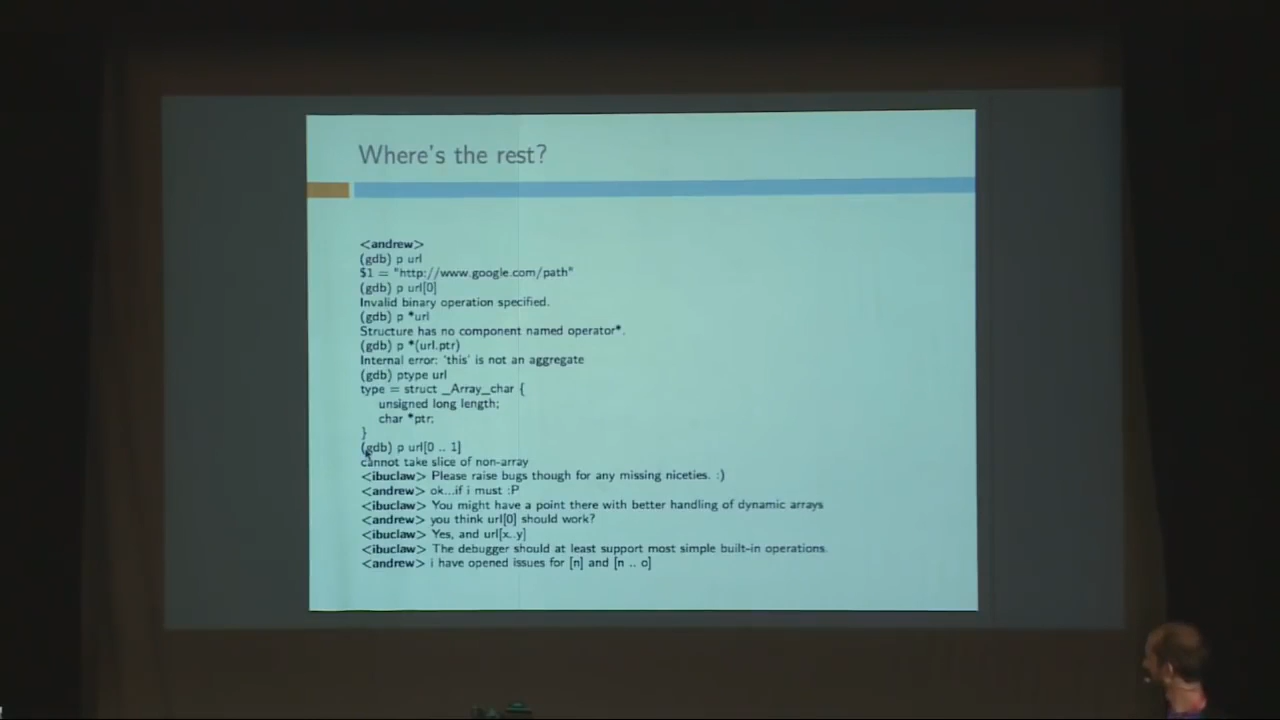 Where's the rest?
<andrew>
(gdb) p url
$1 = "http://www.google.com/path"
(gdb) p url[0]
Invalid binary operation specified.
(gdb) p *url
Structure has no component named operator*.
(gdb) p *(url.ptr)
Internal error: 'this' is not an aggregate
(gdb) ptype url
type = struct _Array_char {
unsigned long length;
char *ptr;
}
(gdb) p url[0 .. 1]
cannot take slice of non-array
<ibuclaw> Please raise bugs though for any missing niceties. :)
<andrew> ok...if i must :P
<ibuclaw> You might have a point there with better handling of dynamic arrays
<andrew> you think url[0] should work?
<ibuclaw> Yes, and url[x..y]
<ibuclaw> The debugger should at least support most simple built-in operations.
<andrew> i have opened issues for [n] and [n .. o]